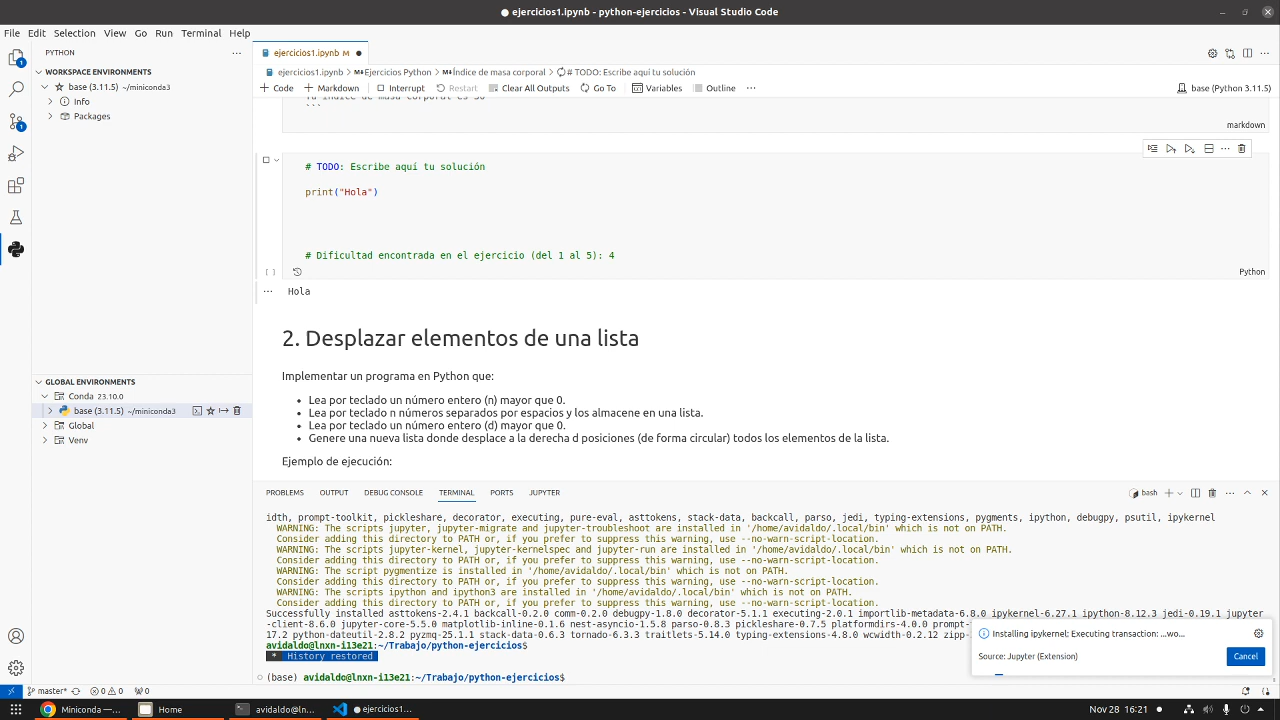 ejercicios1.ipynb - python-ejercicios - Visual Studio Code
File Edit Selection View Go Run Terminal Help
PYTHON
WORKSPACE ENVIRONMENTS
base (3.11.5) ~/miniconda3
Info
Packages
GLOBAL ENVIRONMENTS
Conda 23.10.0
base (3.11.5) ~/miniconda3
Global
Venv
ejercicios1.ipynb M
ejercicios1.ipynb > M↓Ejercicios Python > M↓Índice de masa corporal > # TODO: Escribe aquí tu solución
+ Code + Markdown Interrupt Restart Clear All Outputs Go To Variables Outline ... base (Python 3.11.5)
Tu índice de masa corporal es 30
```
markdown
# TODO: Escribe aquí tu solución
print("Hola")
# Dificultad encontrada en el ejercicio (del 1 al 5): 4
[ ] Python
... Hola
2. Desplazar elementos de una lista
Implementar un programa en Python que:
• Lea por teclado un número entero (n) mayor que 0.
• Lea por teclado n números separados por espacios y los almacene en una lista.
• Lea por teclado un número entero (d) mayor que 0.
• Genere una nueva lista donde desplace a la derecha d posiciones (de forma circular) todos los elementos de la lista.
Ejemplo de ejecución:
PROBLEMS OUTPUT DEBUG CONSOLE TERMINAL PORTS JUPYTER bash
idth, prompt-toolkit, pickleshare, decorator, executing, pure-eval, asttokens, stack-data, backcall, parso, jedi, typing-extensions, pygments, ipython, debugpy, psutil, ipykernel
WARNING: The scripts jupyter, jupyter-migrate and jupyter-troubleshoot are installed in '/home/avidaldo/.local/bin' which is not on PATH.
Consider adding this directory to PATH or, if you prefer to suppress this warning, use --no-warn-script-location.
WARNING: The scripts jupyter-kernel, jupyter-kernelspec and jupyter-run are installed in '/home/avidaldo/.local/bin' which is not on PATH.
Consider adding this directory to PATH or, if you prefer to suppress this warning, use --no-warn-script-location.
WARNING: The script pygmentize is installed in '/home/avidaldo/.local/bin' which is not on PATH.
Consider adding this directory to PATH or, if you prefer to suppress this warning, use --no-warn-script-location.
WARNING: The scripts ipython and ipython3 are installed in '/home/avidaldo/.local/bin' which is not on PATH.
Consider adding this directory to PATH or, if you prefer to suppress this warning, use --no-warn-script-location.
Successfully installed asttokens-2.4.1 backcall-0.2.0 comm-0.2.0 debugpy-1.8.0 decorator-5.1.1 executing-2.0.1 importlib-metadata-6.8.0 ipykernel-6.27.1 ipython-8.12.3 jedi-0.19.1 jupyter
-client-8.6.0 jupyter-core-5.5.0 matplotlib-inline-0.1.6 nest-asyncio-1.5.8 parso-0.8.3 pickleshare-0.7.5 platformdirs-4.0.0 prompt-
17.2 python-dateutil-2.8.2 pyzmq-25.1.1 stack-data-0.6.3 tornado-6.3.3 traitlets-5.14.0 typing-extensions-4.8.0 wcwidth-0.2.12 zipp-
avidaldo@lnxn-i13e21:~/Trabajo/python-ejercicios$
* History restored
(base) avidaldo@lnxn-i13e21:~/Trabajo/python-ejercicios$
Installing ipykernel: Executing transaction: ...wo...
Source: Jupyter (Extension)
Cancel
master* 0 0 0
Miniconda —... Home avidaldo@ln... ejercicios1... Nov 28 16:21